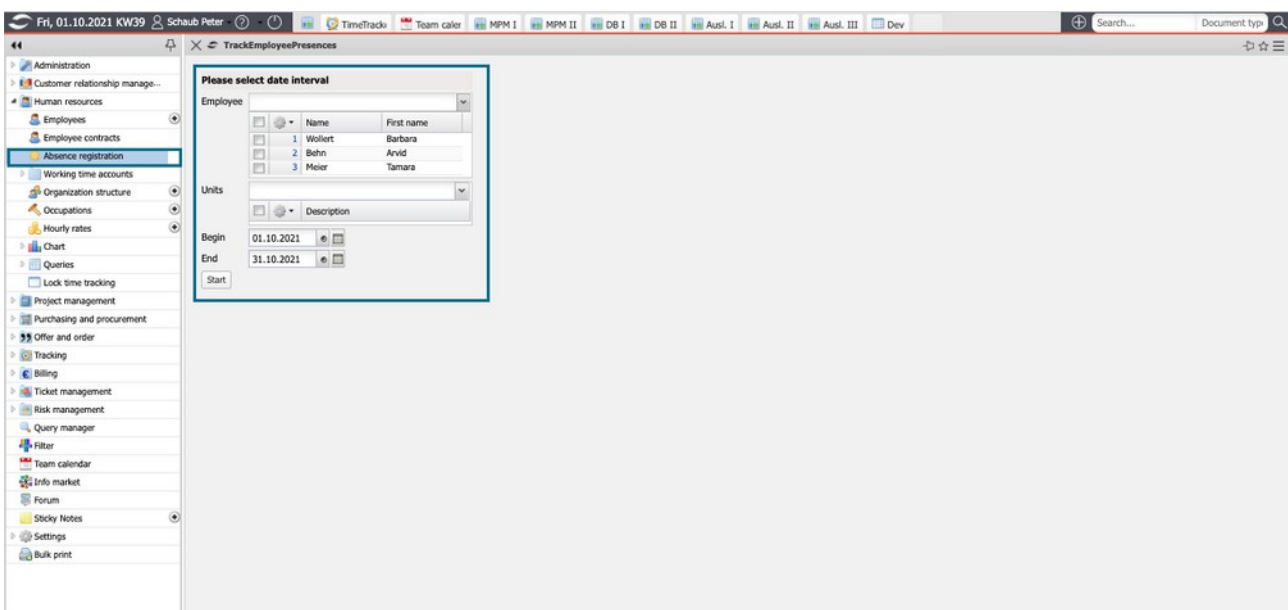 Fri, 01.10.2021 KW39 Schaub Peter TimeTracki Team caler MPM I MPM II DB I DB II Ausl. I Ausl. II Ausl. III Dev Search... Document typ
TrackEmployeePresences
Administration
Customer relationship manage...
Human resources
Employees
Employee contracts
Absence registration
Working time accounts
Organization structure
Occupations
Hourly rates
Chart
Queries
Lock time tracking
Project management
Purchasing and procurement
Offer and order
Tracking
Billing
Ticket management
Risk management
Query manager
Filter
Team calendar
Info market
Forum
Sticky Notes
Settings
Bulk print
Please select date interval
Employee
Name First name
1 Wollert Barbara
2 Behn Arvid
3 Meier Tamara
Units
Description
Begin 01.10.2021
End 31.10.2021
Start